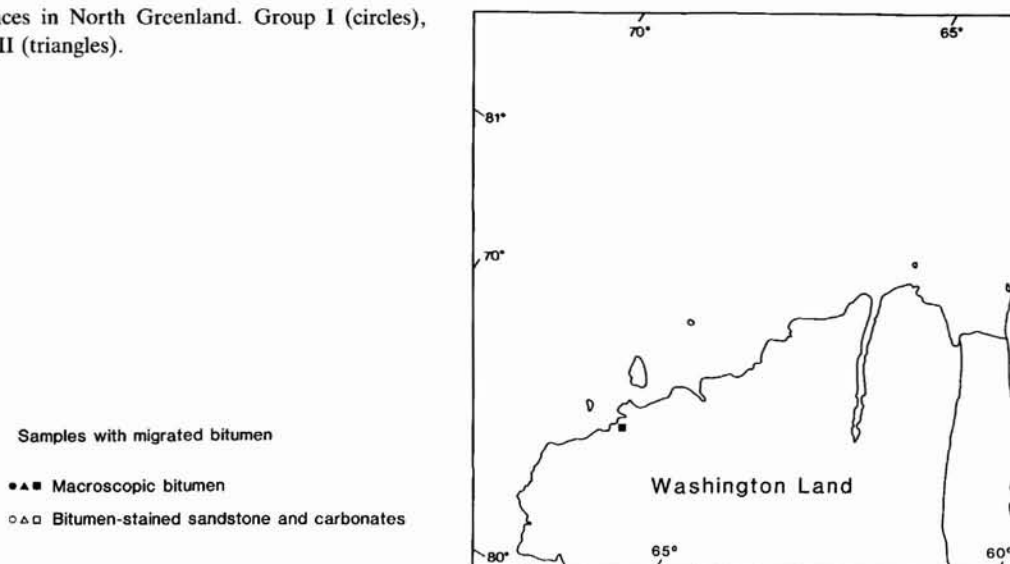 nces in North Greenland. Group I (circles),
II (triangles).
70°
65°
81°
70°
Samples with migrated bitumen
Macroscopic bitumen
Washington Land
Bitumen-stained sandstone and carbonates
80°
65°
60°